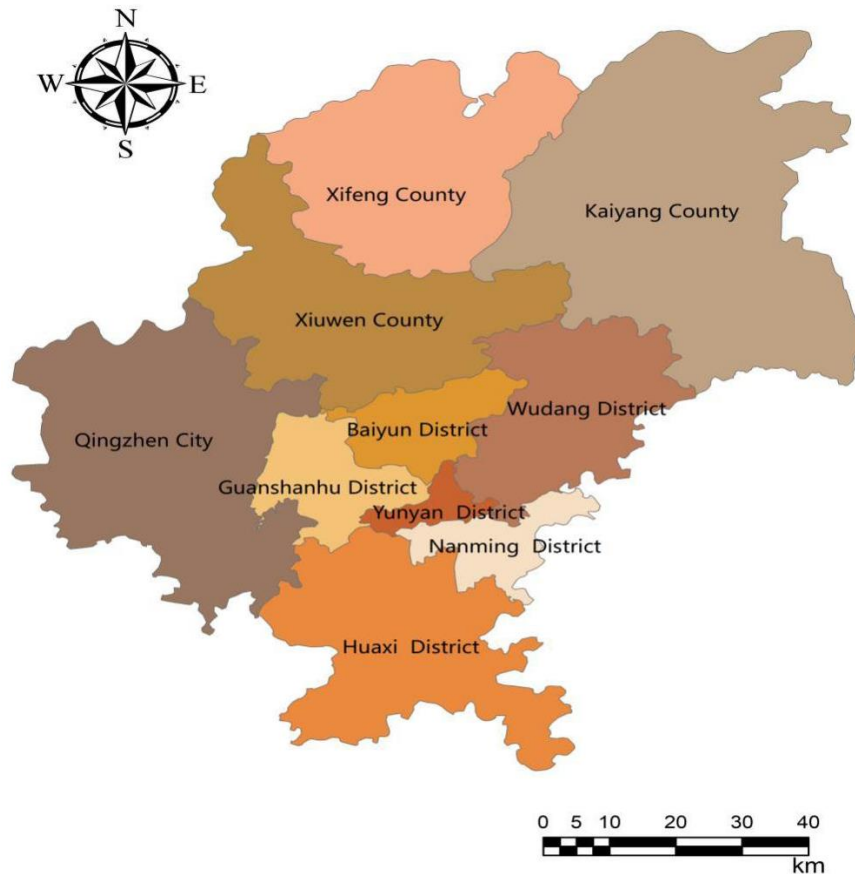 N
W E
S
Xifeng County
Kaiyang County
Xiuwen County
Wudang District
Baiyun District
Qingzhen City
Guanshanhu District
Yunyan District
Nanming District
Huaxi District
0 5 10 20 30 40
km